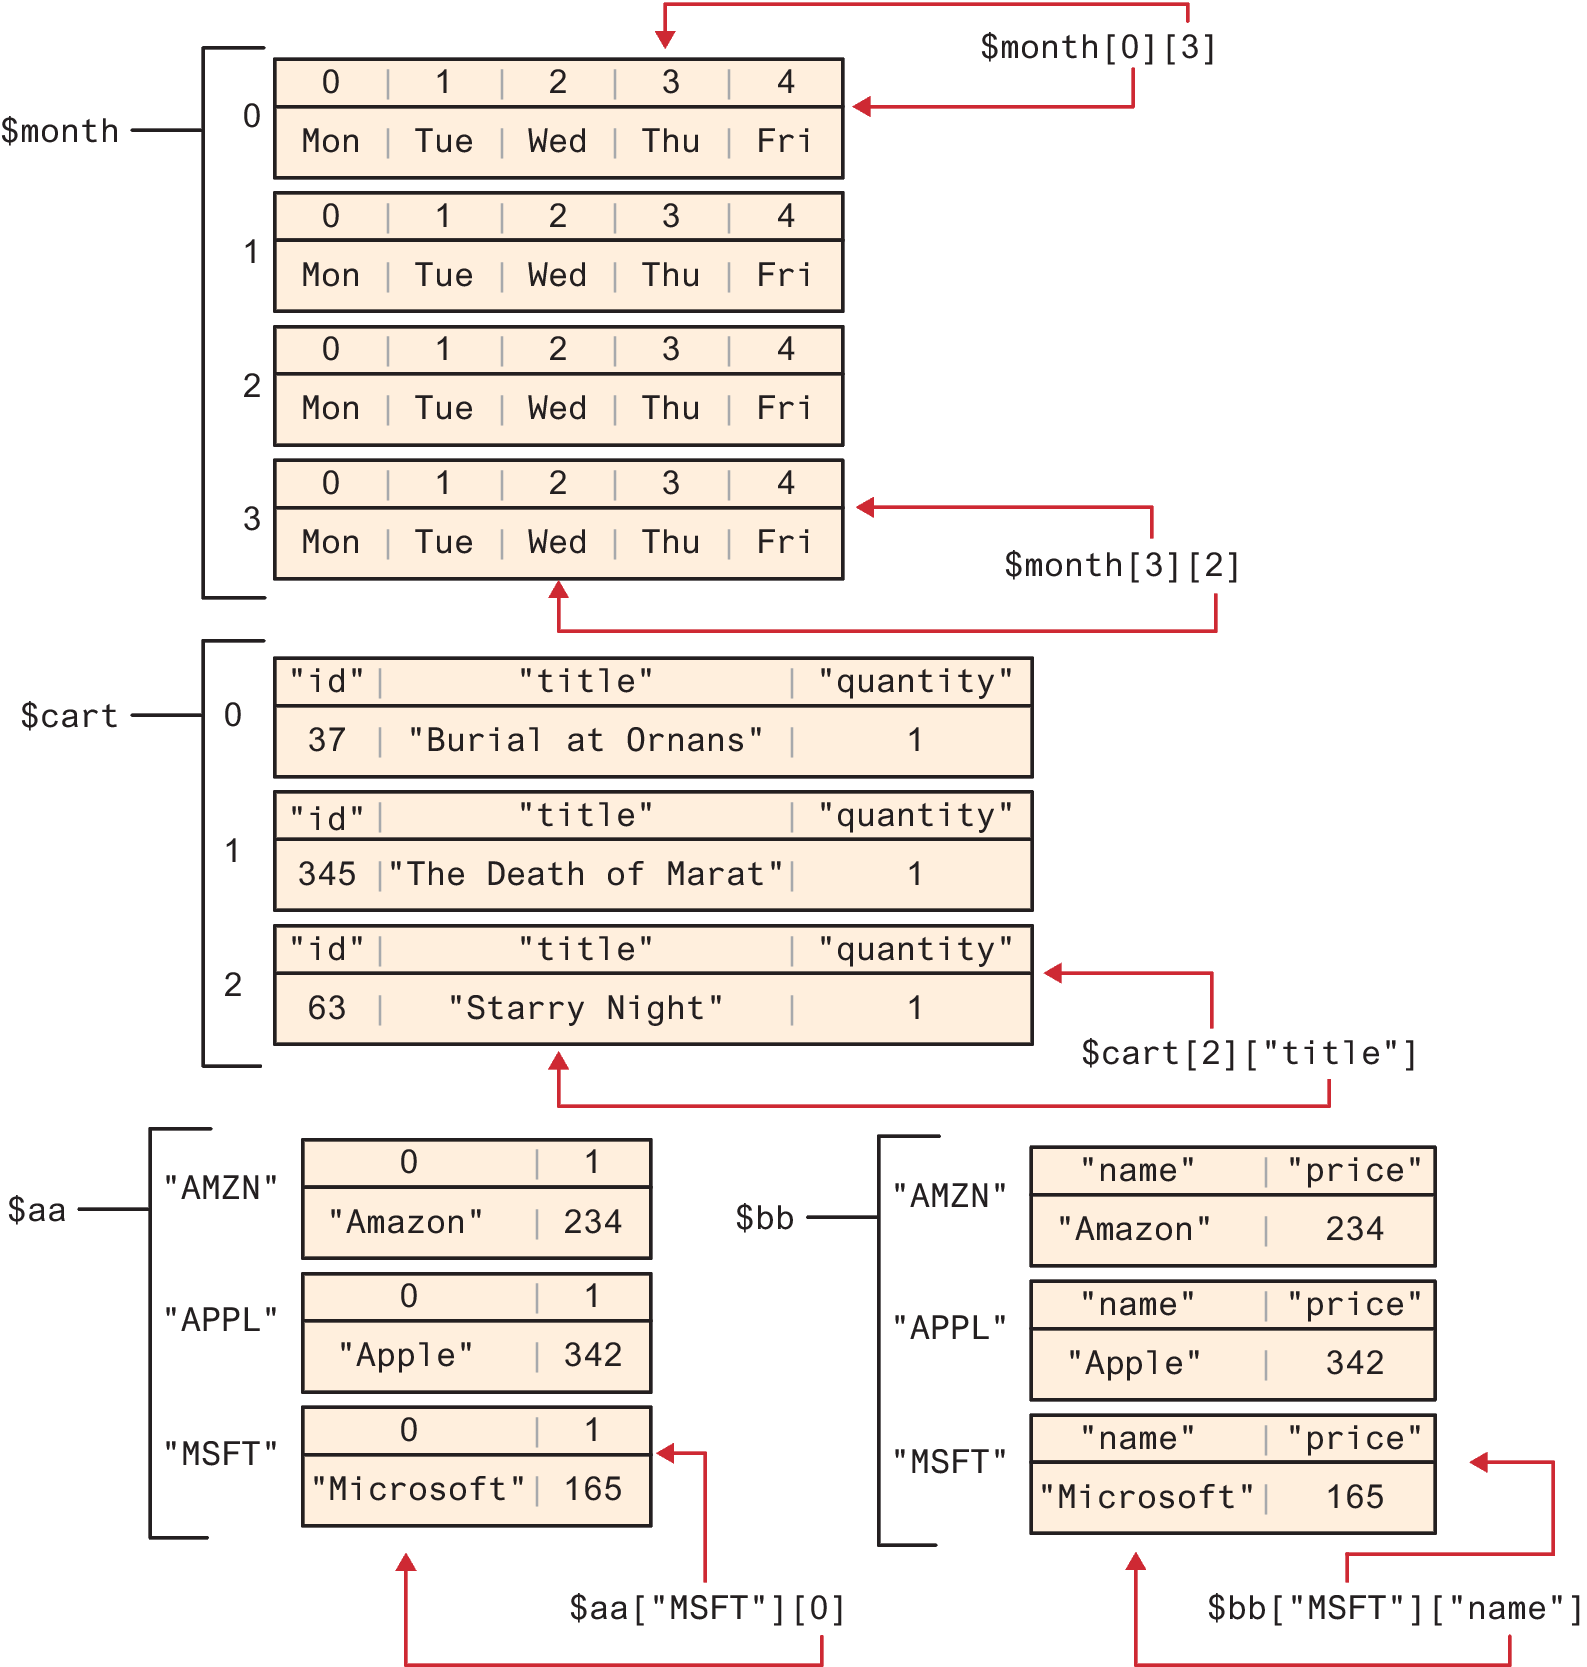 $month[0][3]
$month
0
0 | 1 | 2 | 3 | 4
Mon | Tue | Wed | Thu | Fri
1
0 | 1 | 2 | 3 | 4
Mon | Tue | Wed | Thu | Fri
2
0 | 1 | 2 | 3 | 4
Mon | Tue | Wed | Thu | Fri
3
0 | 1 | 2 | 3 | 4
Mon | Tue | Wed | Thu | Fri
$month[3][2]
$cart
0
"id" | "title" | "quantity"
37 | "Burial at Ornans" | 1
1
"id" | "title" | "quantity"
345 | "The Death of Marat" | 1
2
"id" | "title" | "quantity"
63 | "Starry Night" | 1
$cart[2]["title"]
$aa
"AMZN"
0 | 1
"Amazon" | 234
"APPL"
0 | 1
"Apple" | 342
"MSFT"
0 | 1
"Microsoft" | 165
$aa["MSFT"][0]
$bb
"AMZN"
"name" | "price"
"Amazon" | 234
"APPL"
"name" | "price"
"Apple" | 342
"MSFT"
"name" | "price"
"Microsoft" | 165
$bb["MSFT"]["name"]